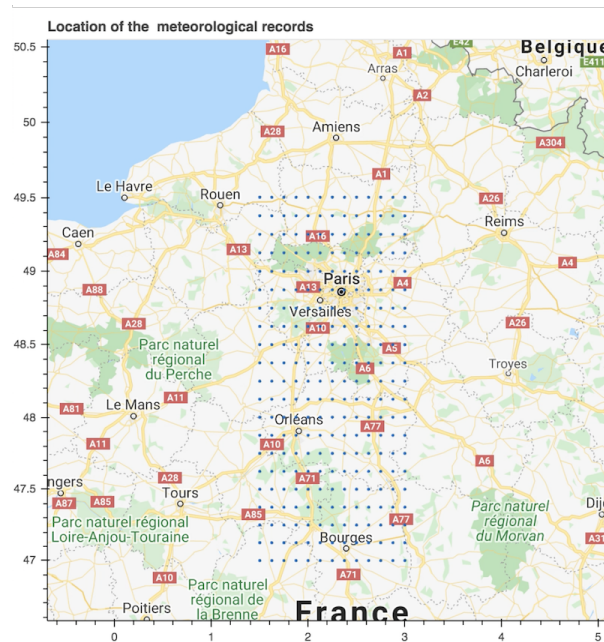 Location of the meteorological records
50.5
50
49.5
49
48.5
48
47.5
47
0
1
2
3
4
5
A16
A1
E42
Belgique
E411
Arras
Charleroi
A2
A28
Amiens
A304
A1
Le Havre
Rouen
A26
Caen
A16
Reims
A84
A13
A4
A88
A13
Paris
A4
Versailles
A28
A10
A26
Parc naturel
régional
du Perche
A5
A6
Troyes
A81
A11
Le Mans
Orléans
A77
A11
A10
A6
A28
A71
ngers
A87
A85
Tours
A85
A77
Parc naturel
régional
du Morvan
Dij
Parc naturel régional
Loire-Anjou-Touraine
Bourges
A31
A10
A71
Parc naturel
régional de
la Brenne
Poitiers
France